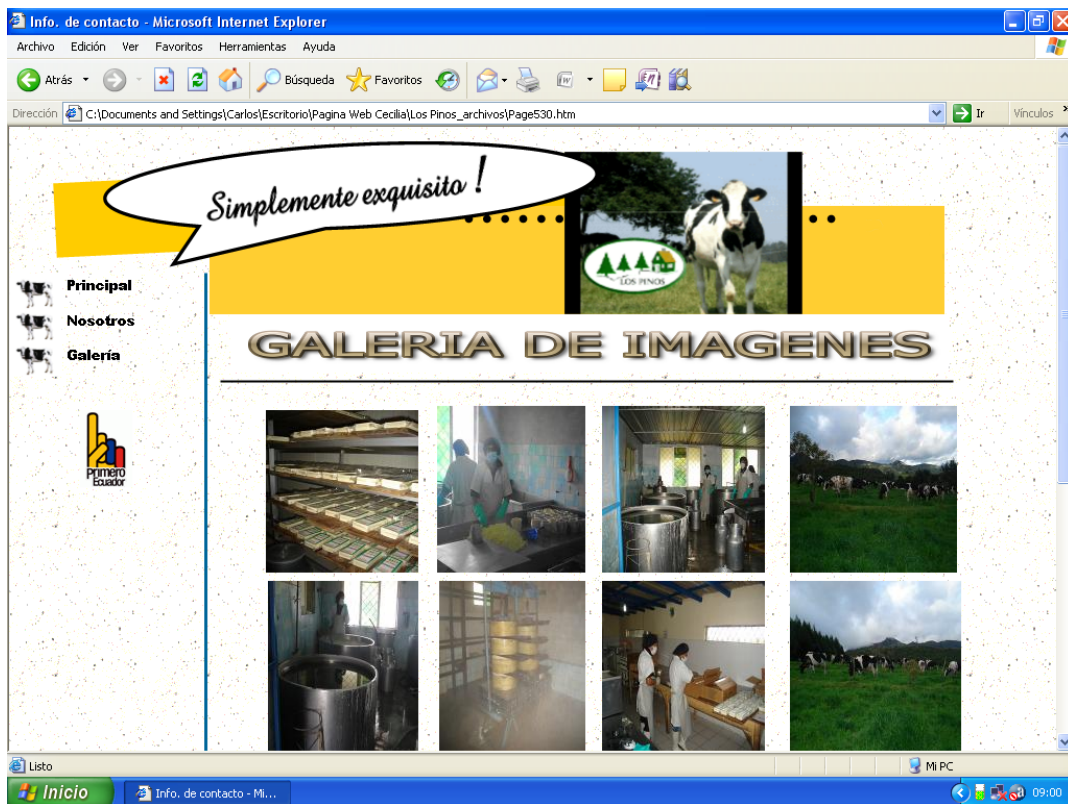 Info. de contacto - Microsoft Internet Explorer
Archivo Edición Ver Favoritos Herramientas Ayuda
Atrás Búsqueda Favoritos
Dirección C:\Documents and Settings\Carlos\Escritorio\Pagina Web Cecilia\Los Pinos_archivos\Page530.htm Ir Vínculos »
Simplemente exquisito !
LOS PINOS
Principal
Nosotros
Galería
GALERIA DE IMAGENES
Primero
Ecuador
Listo Mi PC
Inicio Info. de contacto - Mi... 09:00